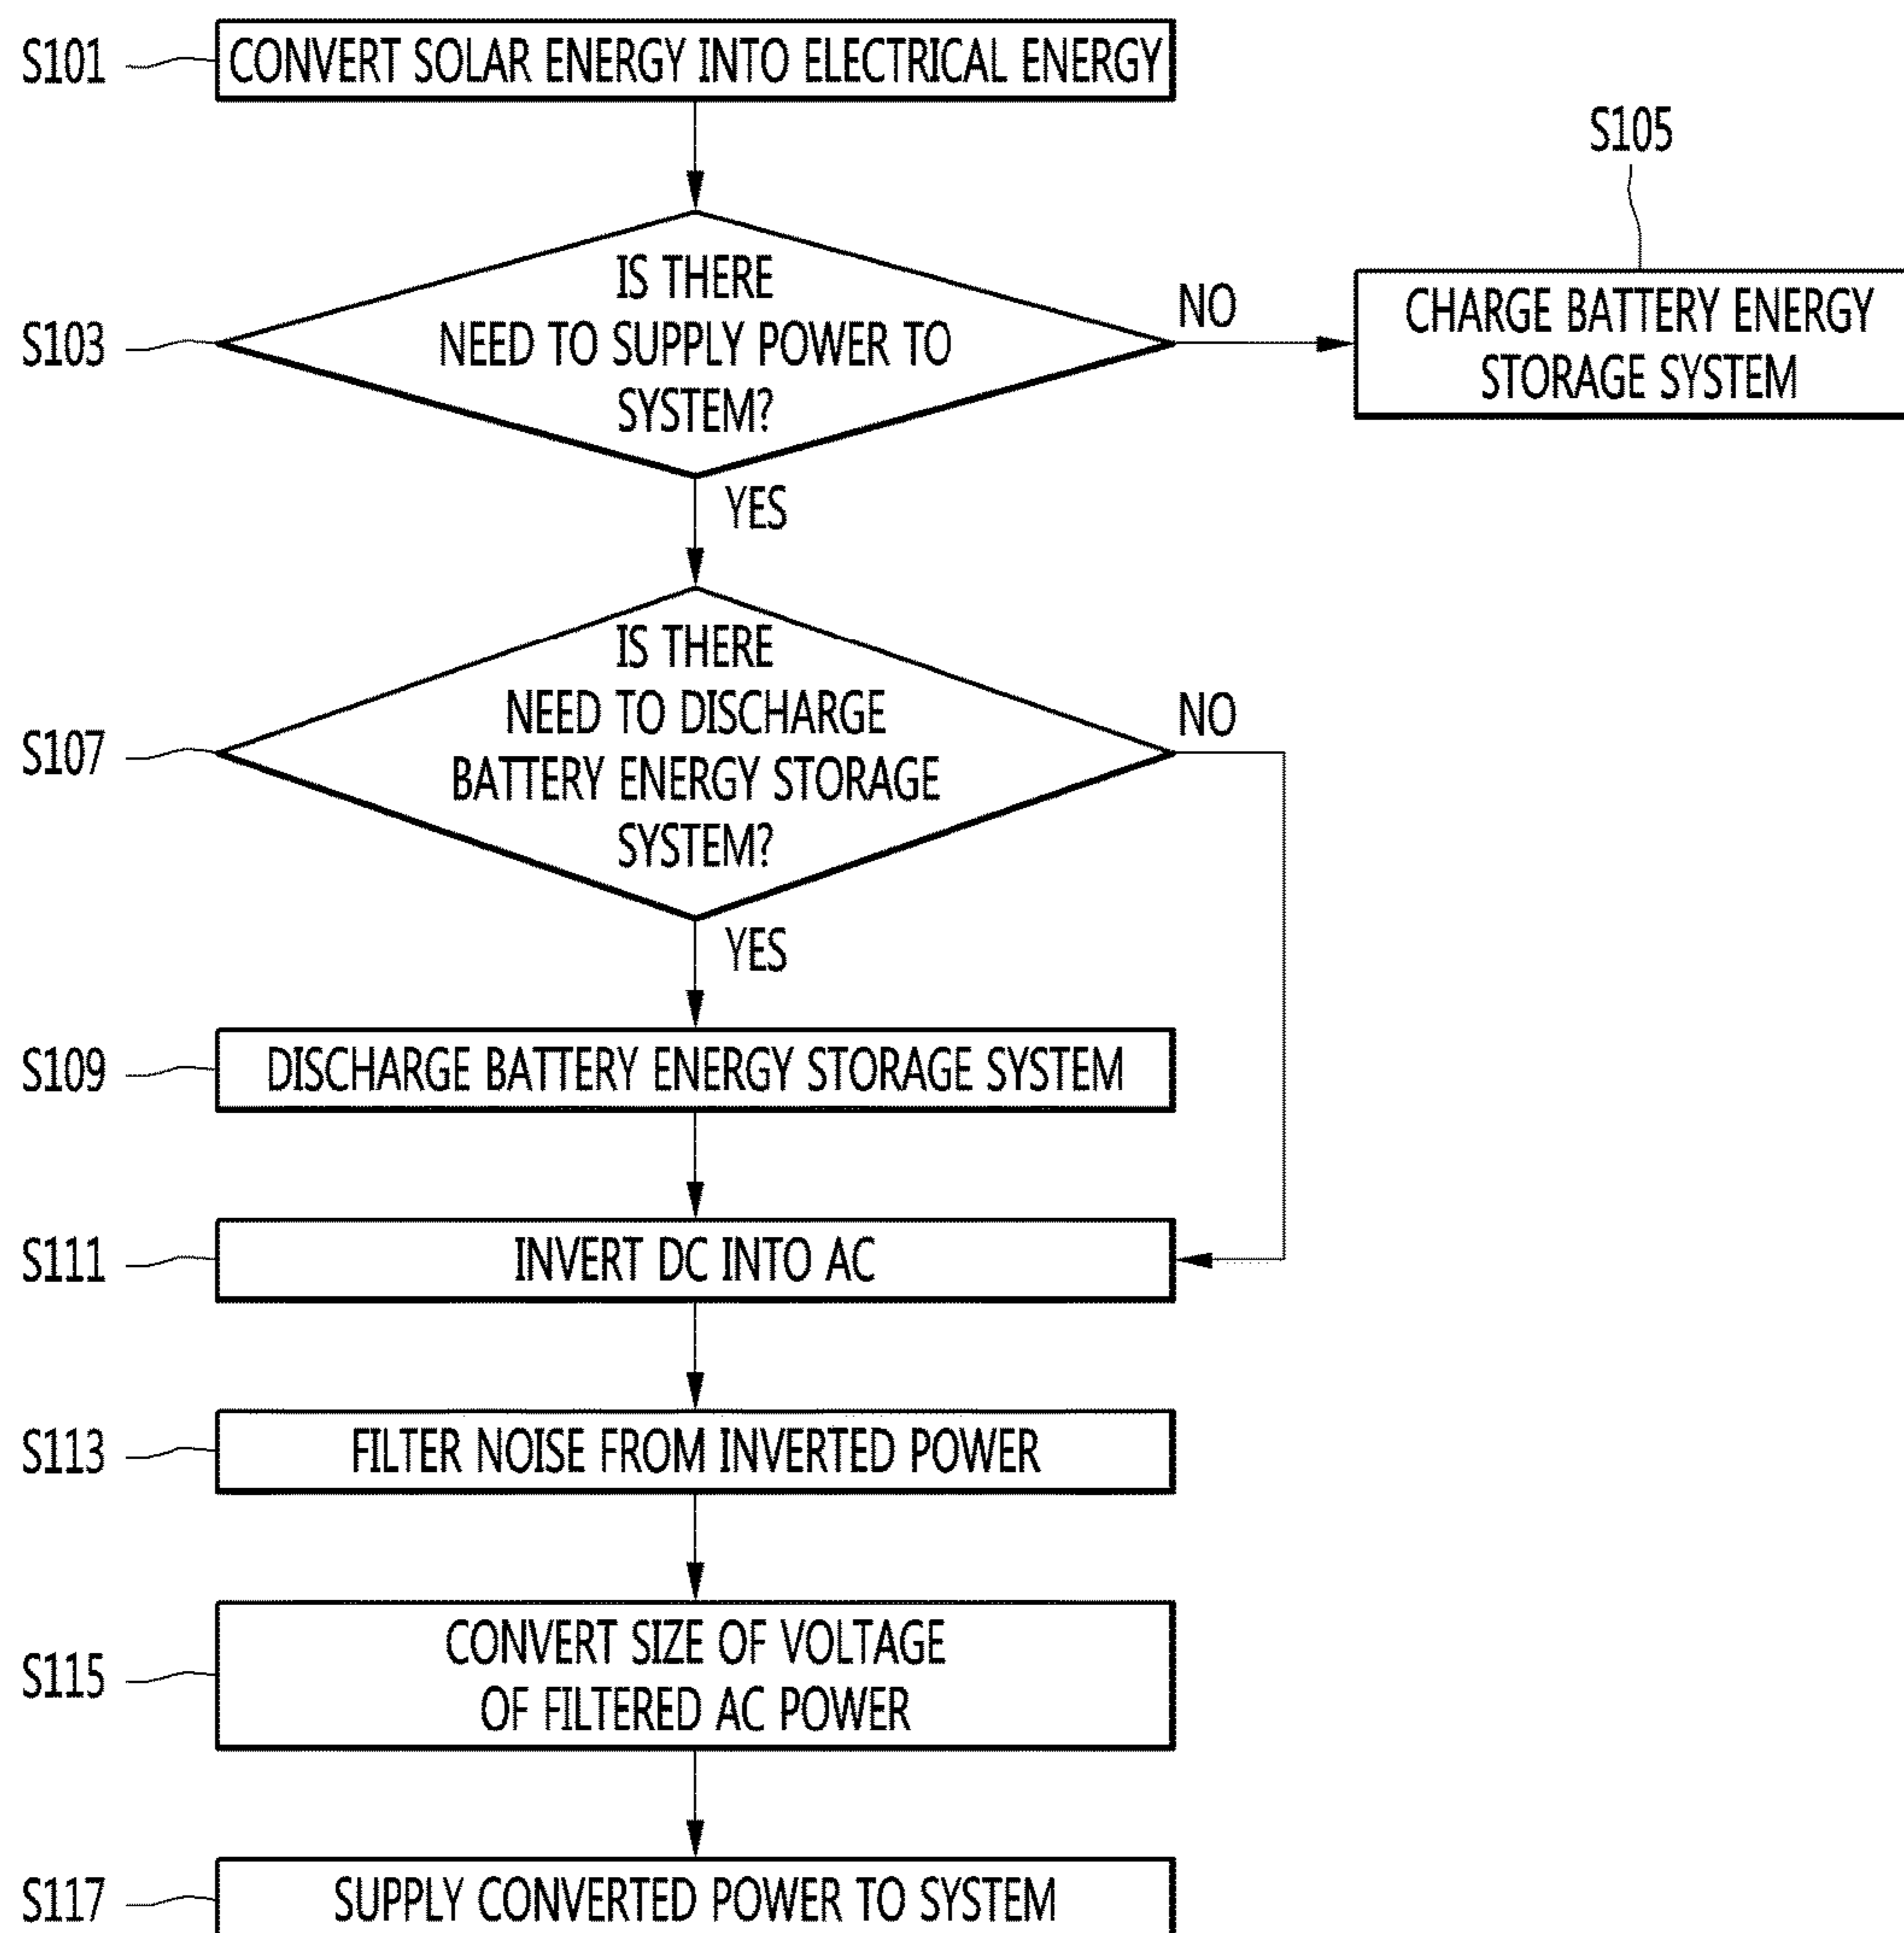 S101
CONVERT SOLAR ENERGY INTO ELECTRICAL ENERGY
S105
S103
IS THERE
NEED TO SUPPLY POWER TO
SYSTEM?
NO
CHARGE BATTERY ENERGY
STORAGE SYSTEM
YES
S107
IS THERE
NEED TO DISCHARGE
BATTERY ENERGY STORAGE
SYSTEM?
NO
YES
S109
DISCHARGE BATTERY ENERGY STORAGE SYSTEM
S111
INVERT DC INTO AC
S113
FILTER NOISE FROM INVERTED POWER
S115
CONVERT SIZE OF VOLTAGE
OF FILTERED AC POWER
S117
SUPPLY CONVERTED POWER TO SYSTEM